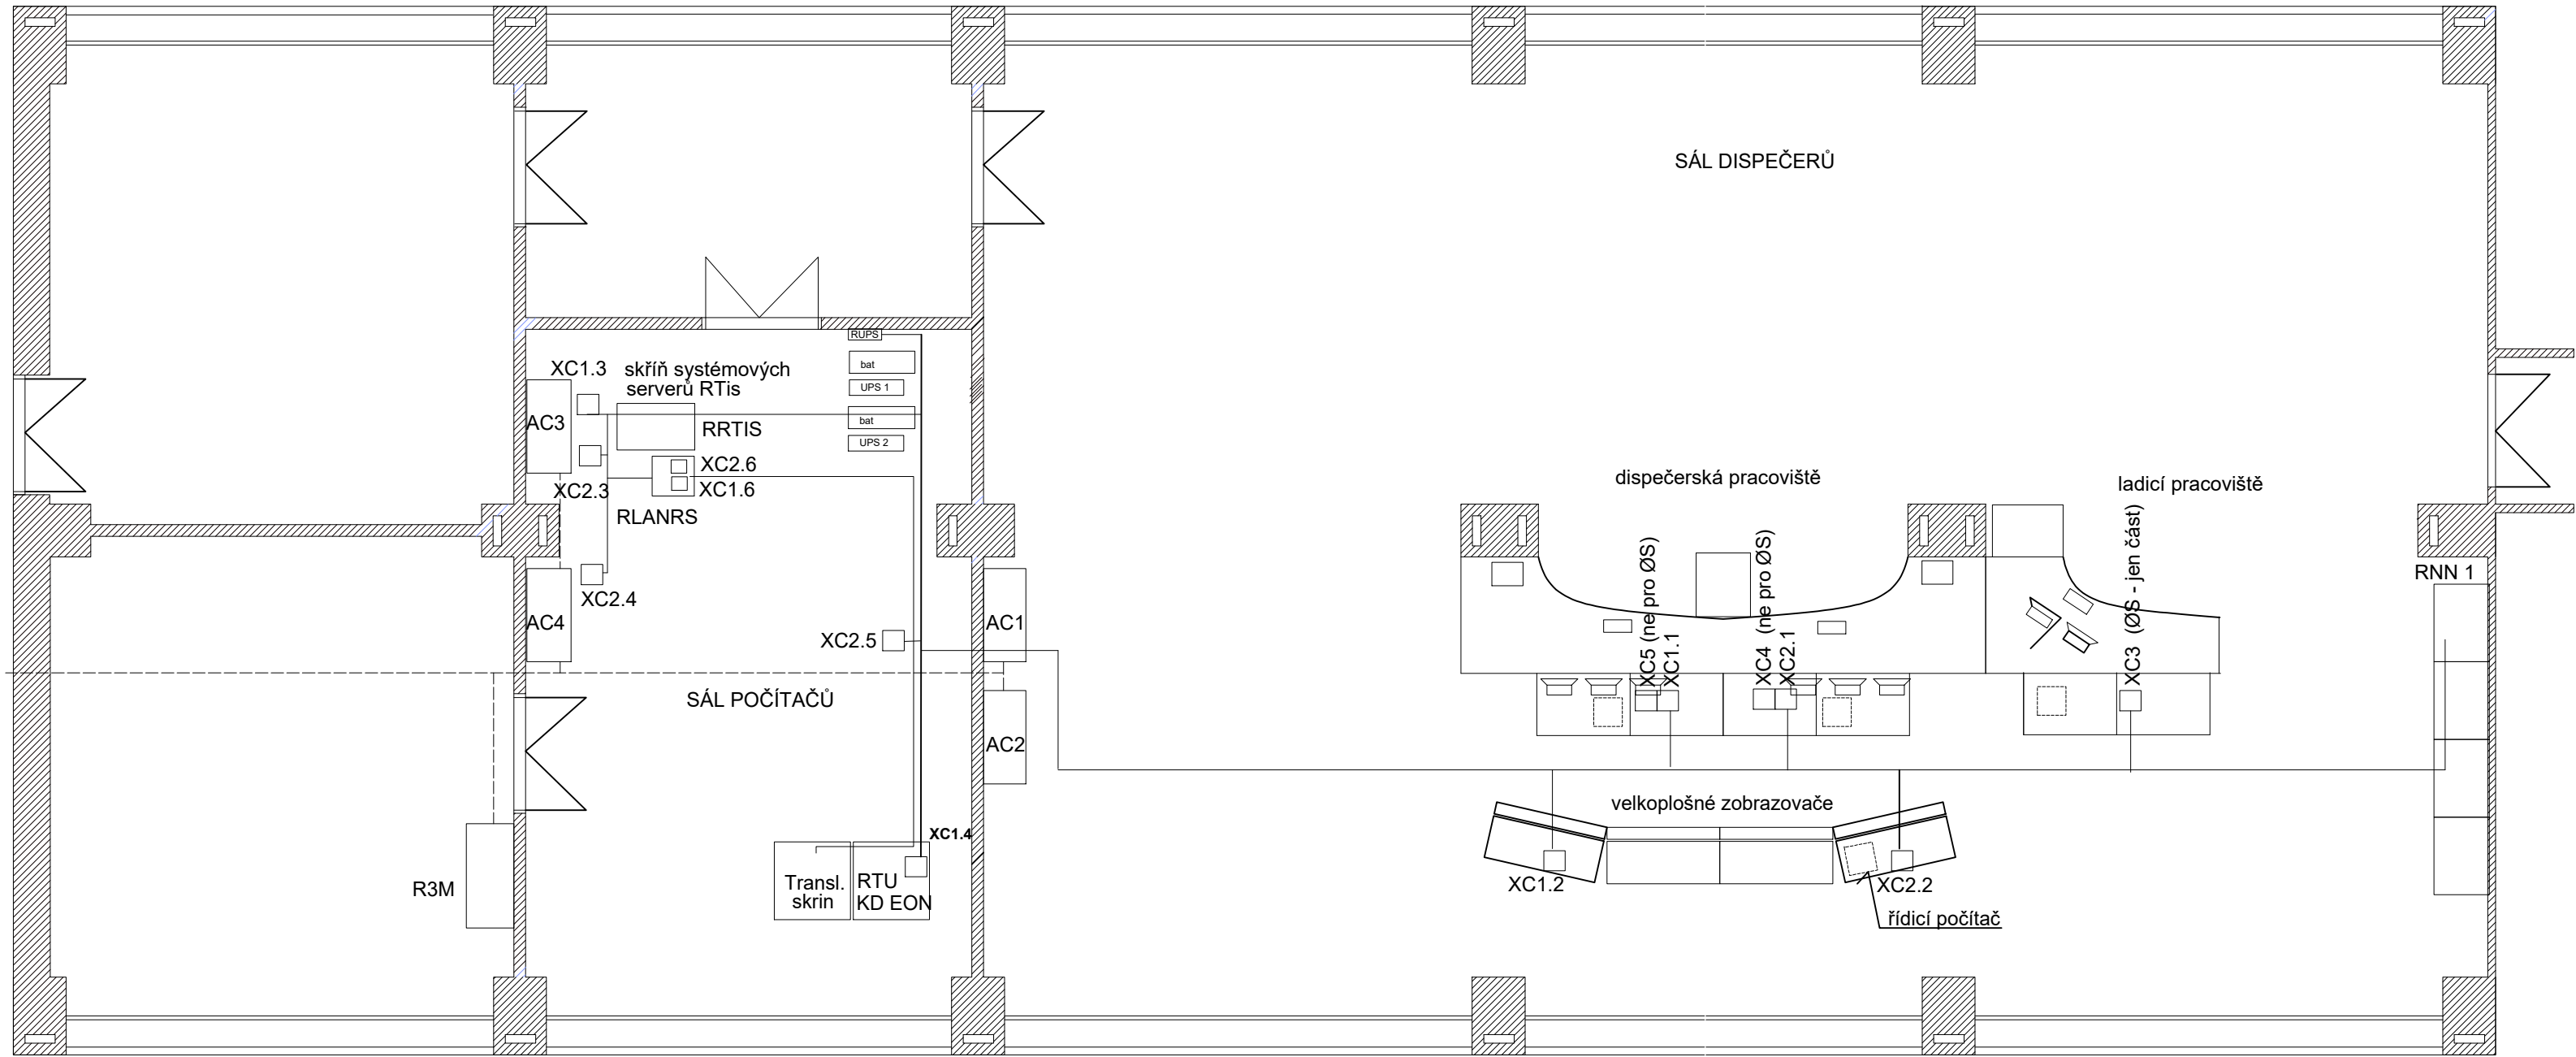 SÁL DISPEČERŮ
RUPS
XC1.3
skříň systémových
serverů RTis
bat
UPS 1
AC3
RRTIS
bat
UPS 2
XC2.6
XC2.3
XC1.6
RLANRS
dispečerská pracoviště
ladicí pracoviště
XC5 (ne pro ØS)
XC1.1
XC4 (ne pro ØS)
XC2.1
XC3 (ØS - jen část)
RNN 1
XC2.4
AC4
XC2.5
AC1
SÁL POČÍTAČŮ
AC2
velkoplošné zobrazovače
XC1.4
R3M
Transl.
skrin
RTU
KD EON
XC1.2
XC2.2
řídicí počítač